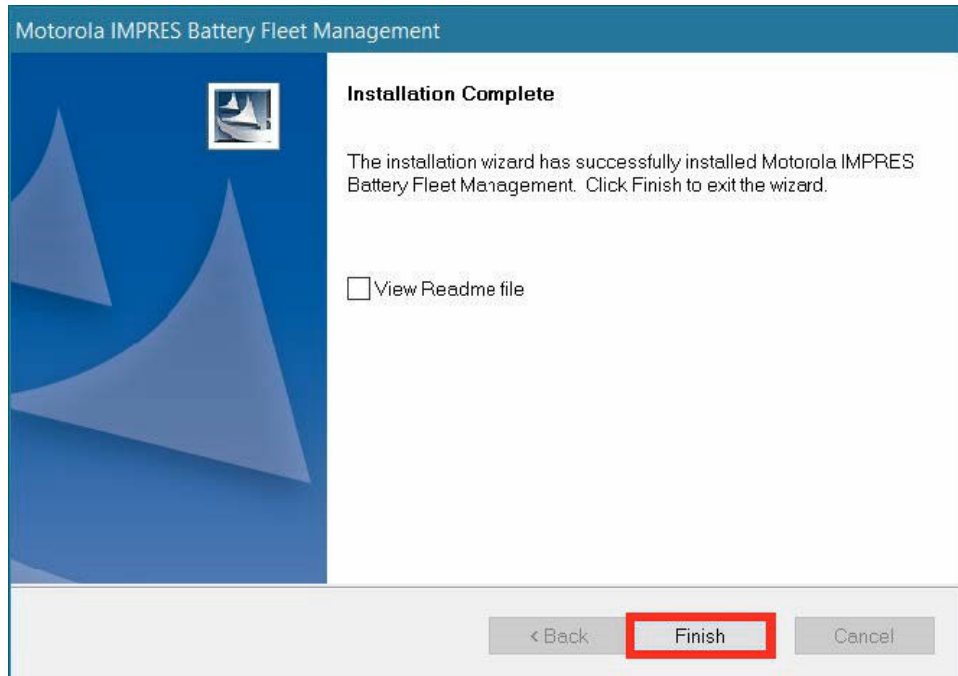 Motorola IMPRES Battery Fleet Management
Installation Complete
The installation wizard has successfully installed Motorola IMPRES
Battery Fleet Management. Click Finish to exit the wizard.
View Readme file
< Back
Finish
Cancel